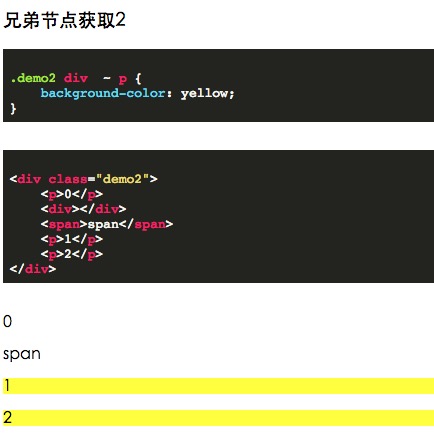 兄弟节点获取2
.demo2 div  ~ p {
    background-color: yellow;
}
<div class="demo2">
    <p>0</p>
    <div></div>
    <span>span</span>
    <p>1</p>
    <p>2</p>
</div>
0
span
1
2